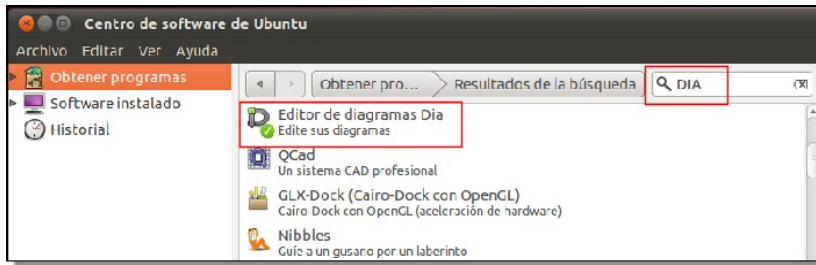 Centro de software de Ubuntu
Archivo Editar Ver Ayuda
Obtener programas
Software instalado
Historial
Obtener pro... Resultados de la búsqueda DIA
Editor de diagramas Dia
Edite sus diagramas
QCad
Un sistema CAD profesional
GLX-Dock (Cairo-Dock con OpenGL)
Cairo-Dock con OpenGL (aceleración de hardware)
Nibbles
Guíe a un gusano por un laberinto